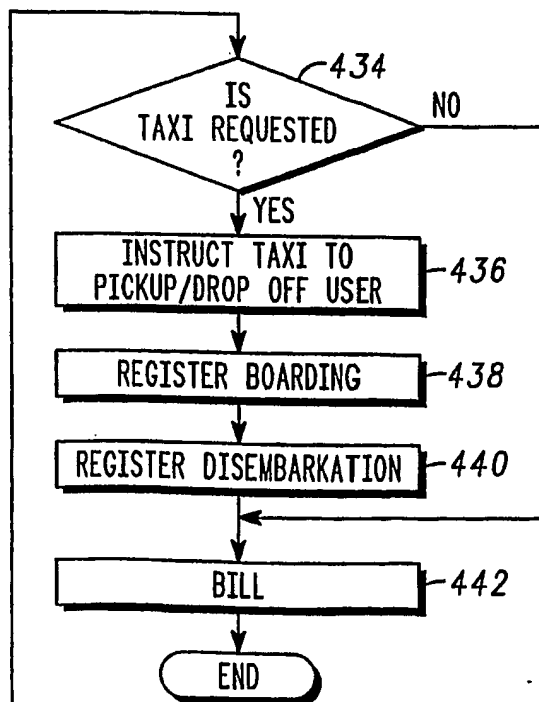 434
IS
TAXI REQUESTED
?
NO
YES
INSTRUCT TAXI TO
PICKUP/DROP OFF USER
436
REGISTER BOARDING
438
REGISTER DISEMBARKATION
440
BILL
442
END